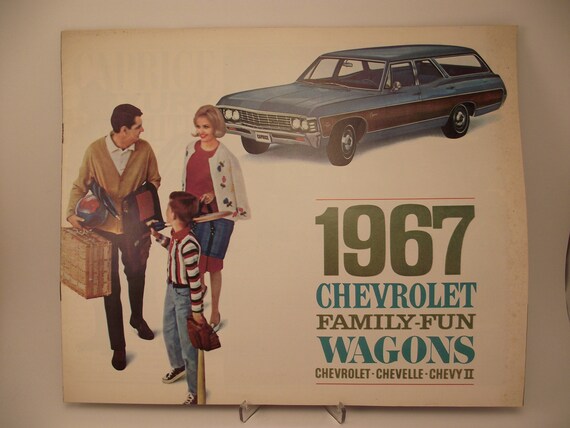 1967
CHEVROLET
FAMILY-FUN
WAGONS
CHEVROLET · CHEVELLE · CHEVY II